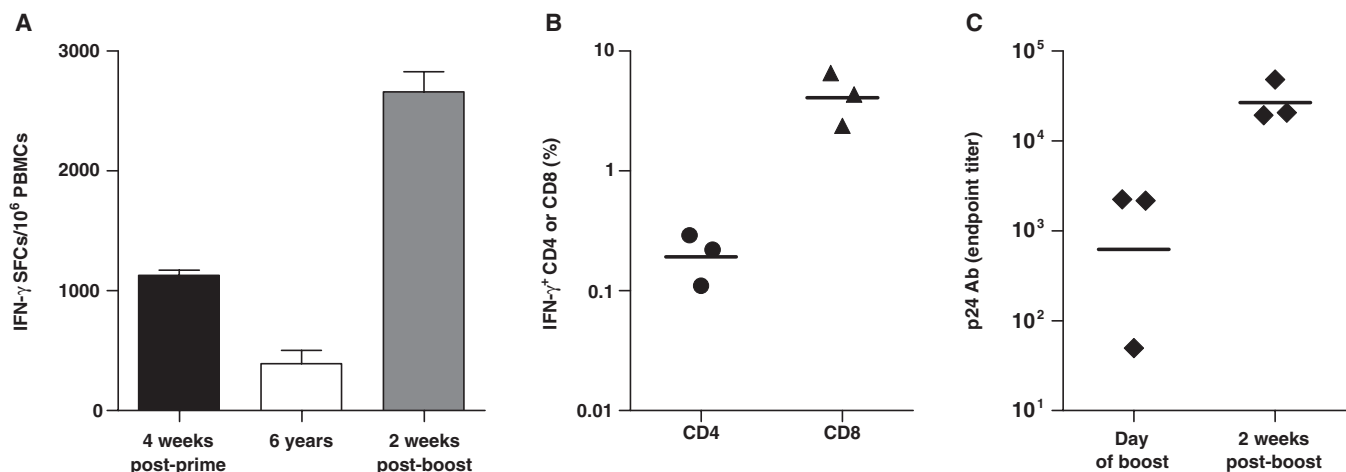 A
IFN-γ SFCs/10⁶ PBMCs
3000
2000
1000
0
4 weeks
post-prime
6 years
2 weeks
post-boost
B
IFN-γ⁺ CD4 or CD8 (%)
10
1
0.1
0.01
CD4
CD8
C
p24 Ab (endpoint titer)
10⁵
10⁴
10³
10²
10¹
Day
of boost
2 weeks
post-boost